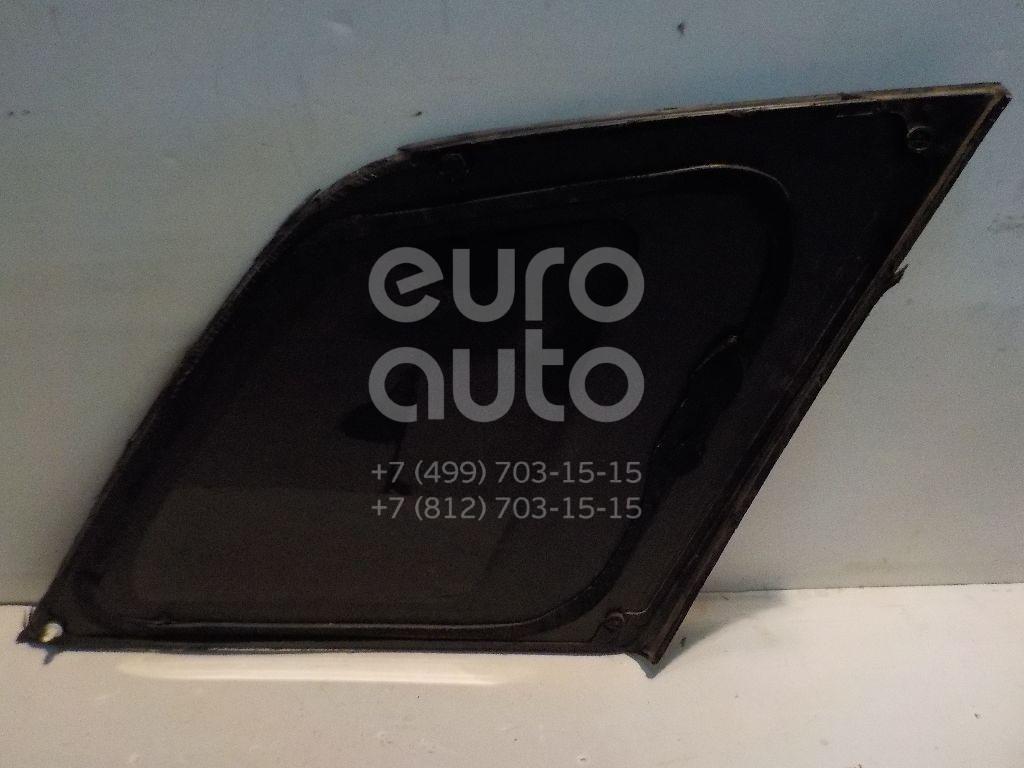 euro
auto
+7 (499) 703-15-15
+7 (812) 703-15-15